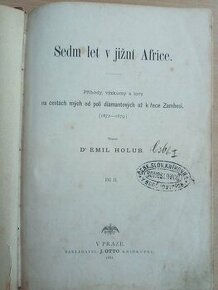 Sedm let v jižní Africe.
Příhody, výzkumy a lovy
na cestách mých od polí diamantových až k řece Zambesi.
(1872—1879)
Dr EMIL HOLUB.
DÍL II.
V PRAZE.
NAKLADATEL J. OTTO KNIHKUPEC.